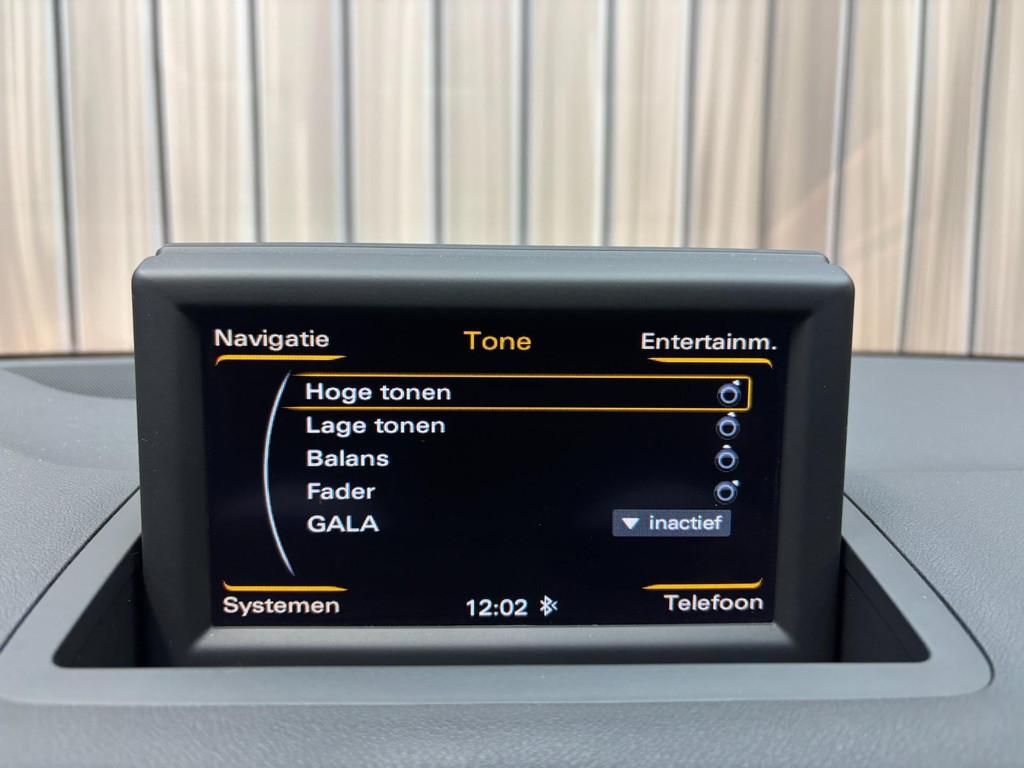 Navigatie Tone Entertainm.
Hoge tonen
Lage tonen
Balans
Fader
GALA inactief
Systemen 12:02 Telefoon